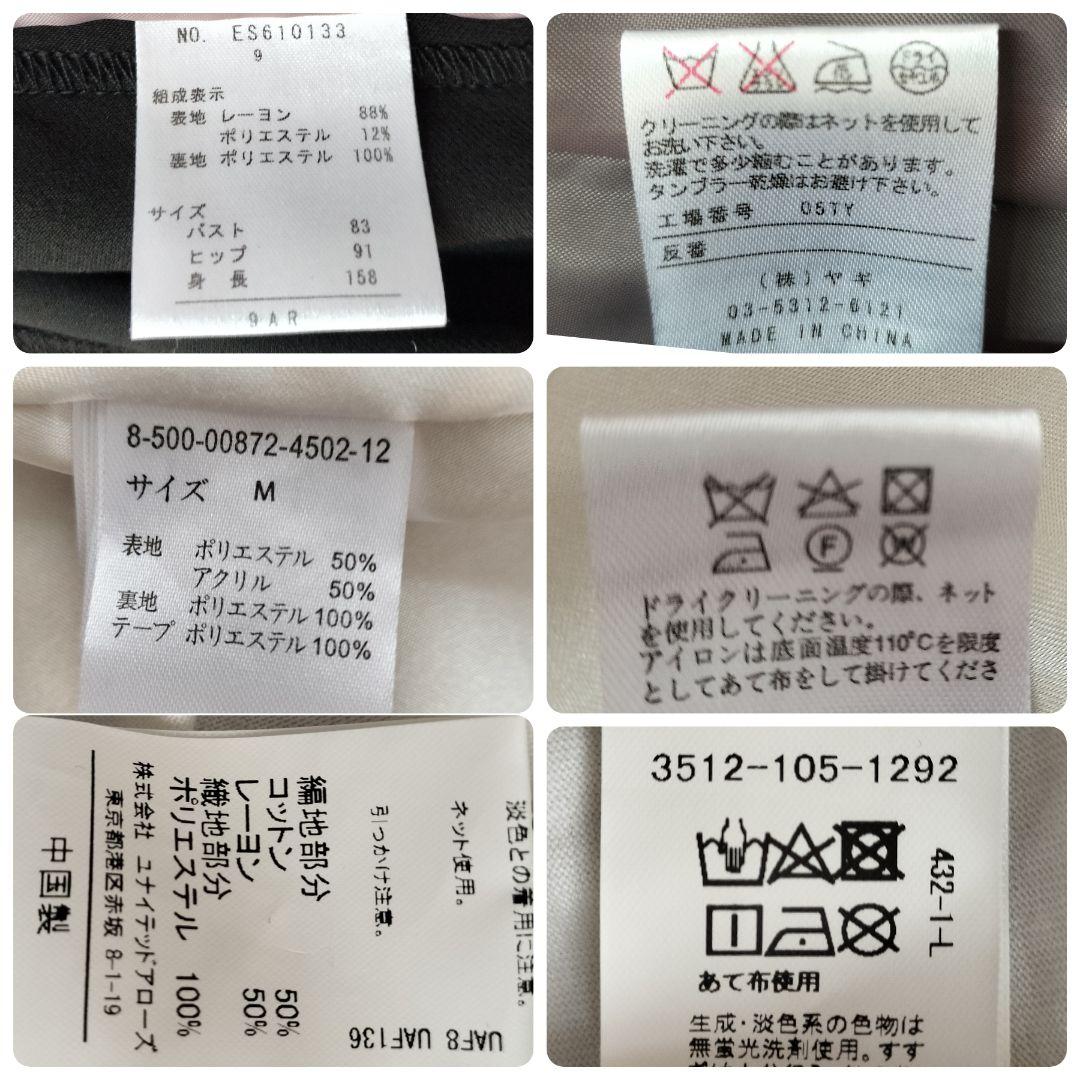 NO. ES610133
9
組成表示
表地 レーヨン 88%
ポリエステル 12%
裏地 ポリエステル 100%
サイズ
バスト 83
ヒップ 91
身長 158
9AR
ドライ
セキユ系
クリーニングの際はネットを使用して
お洗い下さい。
洗濯で多少縮むことがあります。
タンブラー乾燥はお避け下さい。
工場番号 05TY
反番
(株)ヤギ
03-5312-6121
MADE IN CHINA
8-500-00872-4502-12
サイズ M
表地 ポリエステル 50%
アクリル 50%
裏地 ポリエステル 100%
テープ ポリエステル 100%
F
W
ドライクリーニングの際、ネット
を使用してください。
アイロンは底面温度110℃を限度
としてあて布をして掛けてくださ
淡色との着用に注意。
ネット使用。
引っかけ注意。
編地部分
コットン 50%
レーヨン 50%
織地部分
ポリエステル 100%
株式会社 ユナイテッドアローズ
東京都港区赤坂 8-1-19
中国製
UAF8 UAF136
3512-105-1292
432-1-L
あて布使用
生成・淡色系の色物は
無蛍光洗剤使用。すす